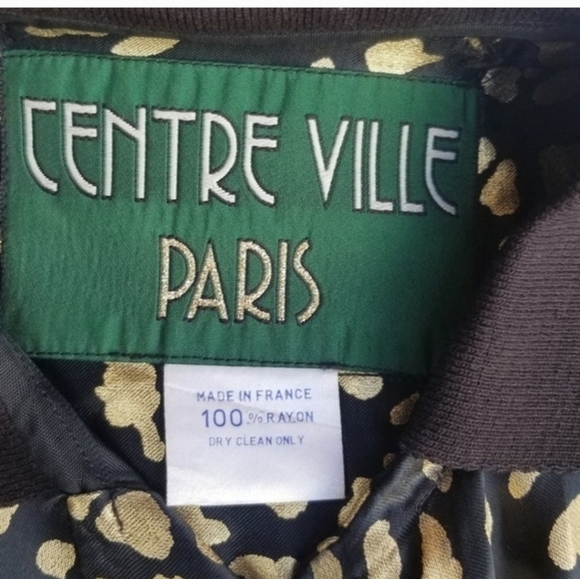 CENTRE VILLE
PARIS
MADE IN FRANCE
100 % RAYON
DRY CLEAN ONLY